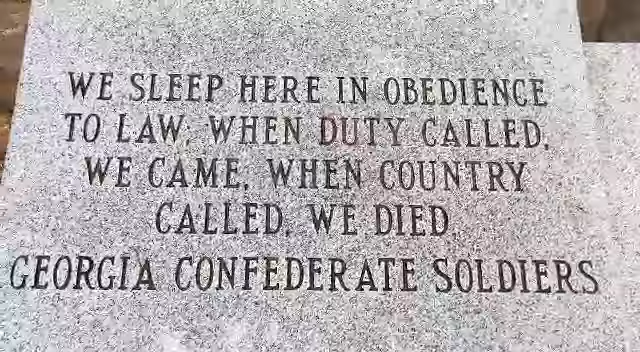 WE SLEEP HERE IN OBEDIENCE
TO LAW. WHEN DUTY CALLED,
WE CAME, WHEN COUNTRY
CALLED, WE DIED
GEORGIA CONFEDERATE SOLDIERS